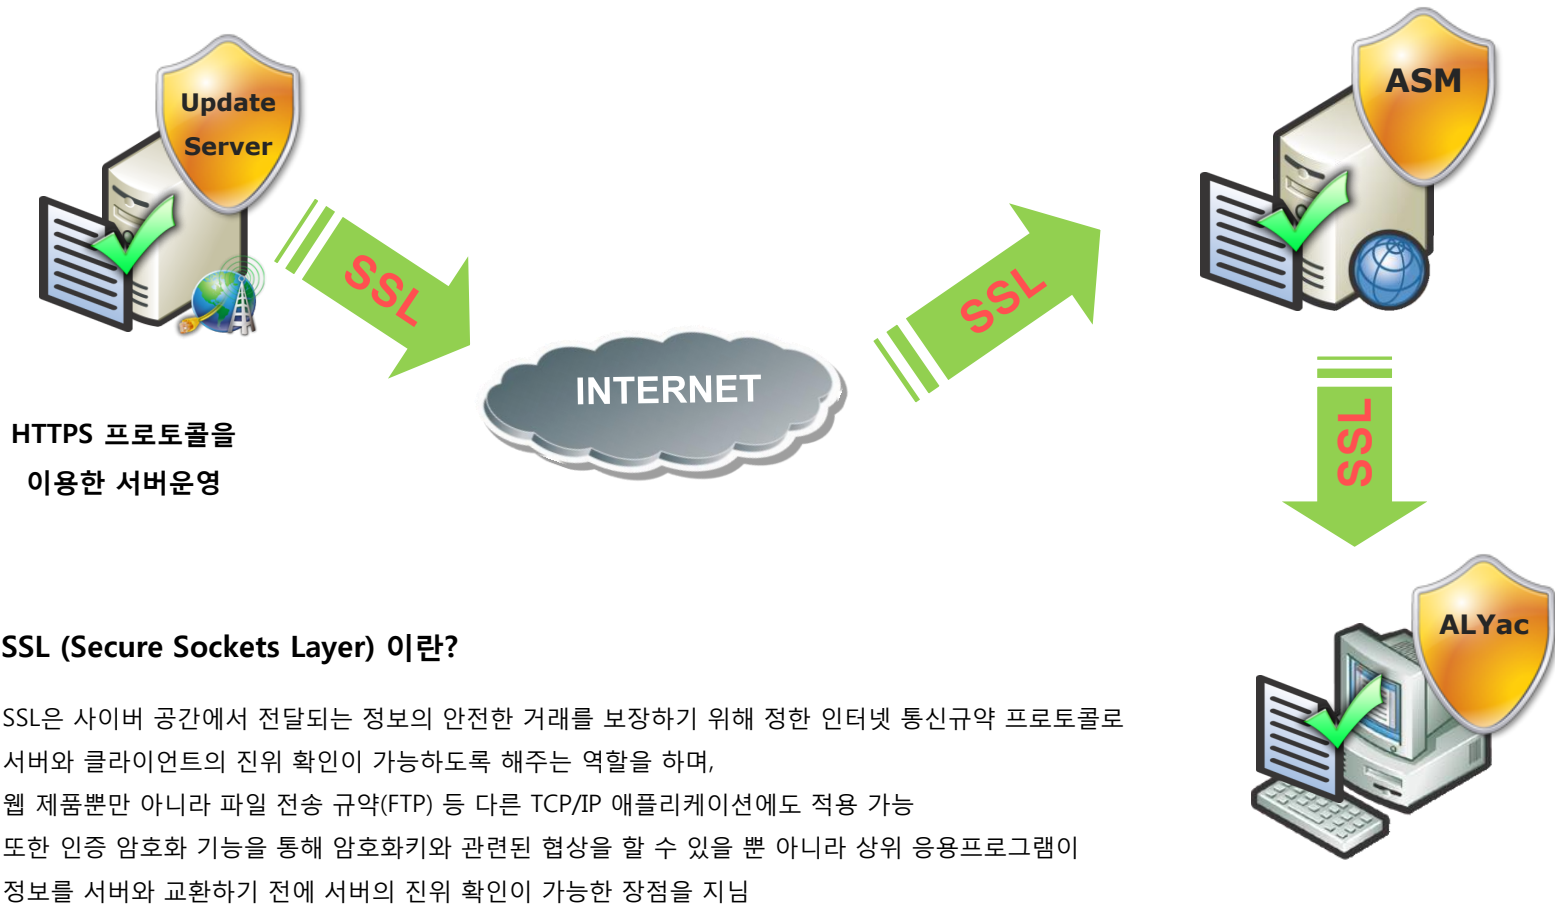 Update
Server
ASM
SSL
SSL
INTERNET
SSL
HTTPS 프로토콜을
이용한 서버운영
ALYac
SSL (Secure Sockets Layer) 이란?
SSL은 사이버 공간에서 전달되는 정보의 안전한 거래를 보장하기 위해 정한 인터넷 통신규약 프로토콜로
서버와 클라이언트의 진위 확인이 가능하도록 해주는 역할을 하며,
웹 제품뿐만 아니라 파일 전송 규약(FTP) 등 다른 TCP/IP 애플리케이션에도 적용 가능
또한 인증 암호화 기능을 통해 암호화키와 관련된 협상을 할 수 있을 뿐 아니라 상위 응용프로그램이
정보를 서버와 교환하기 전에 서버의 진위 확인이 가능한 장점을 지님